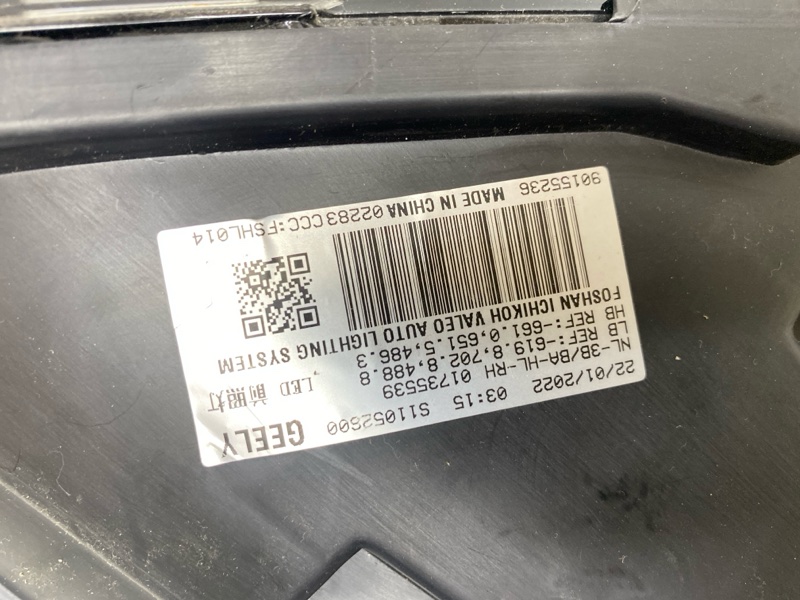 22/01/2022 03:15 S11052800 GEELY
NL-3B/BA-HL-RH 01735539 LED 前照灯
LB REF:-619.8,702.8,488.8
HB REF:-661.0,651.5,486.3
FOSHAN ICHIKOH VALEO AUTO LIGHTING SYSTEM
90155236 MADE IN CHINA 02283 CCC:FSHL014